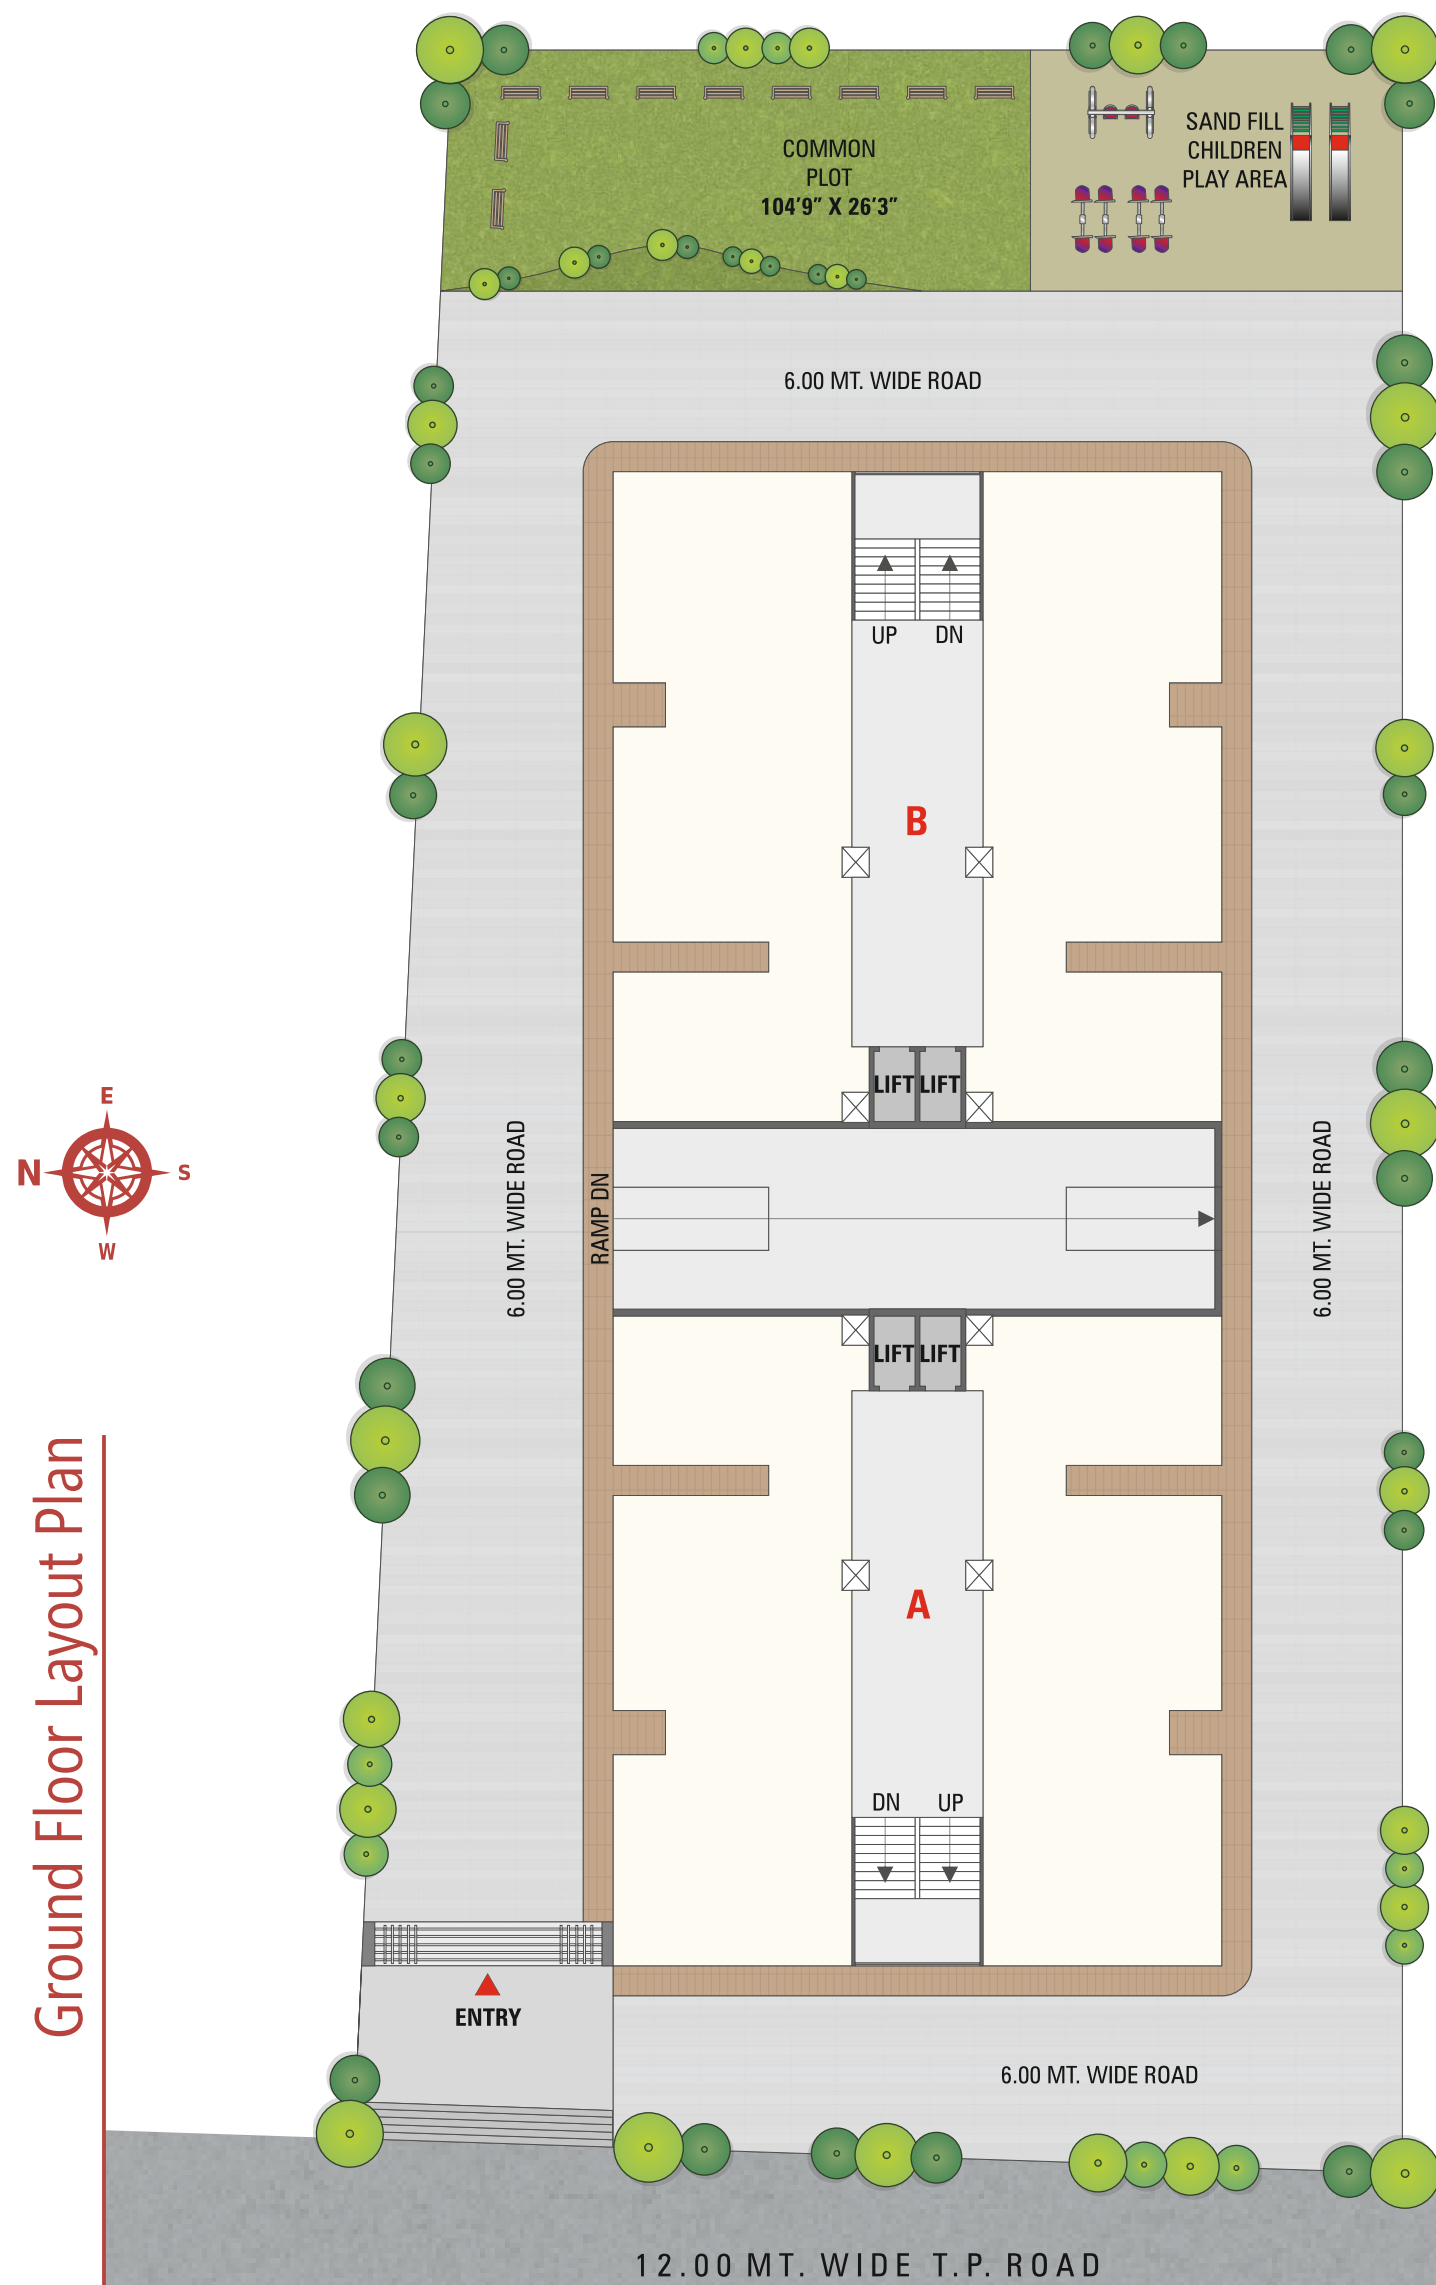 COMMON
PLOT
104'9" X 26'3"
SAND FILL
CHILDREN
PLAY AREA
6.00 MT. WIDE ROAD
UP
DN
B
LIFT
LIFT
E
N
S
W
6.00 MT. WIDE ROAD
RAMP DN
6.00 MT. WIDE ROAD
LIFT
LIFT
A
DN
UP
Ground Floor Layout Plan
ENTRY
6.00 MT. WIDE ROAD
12.00 MT. WIDE T.P. ROAD